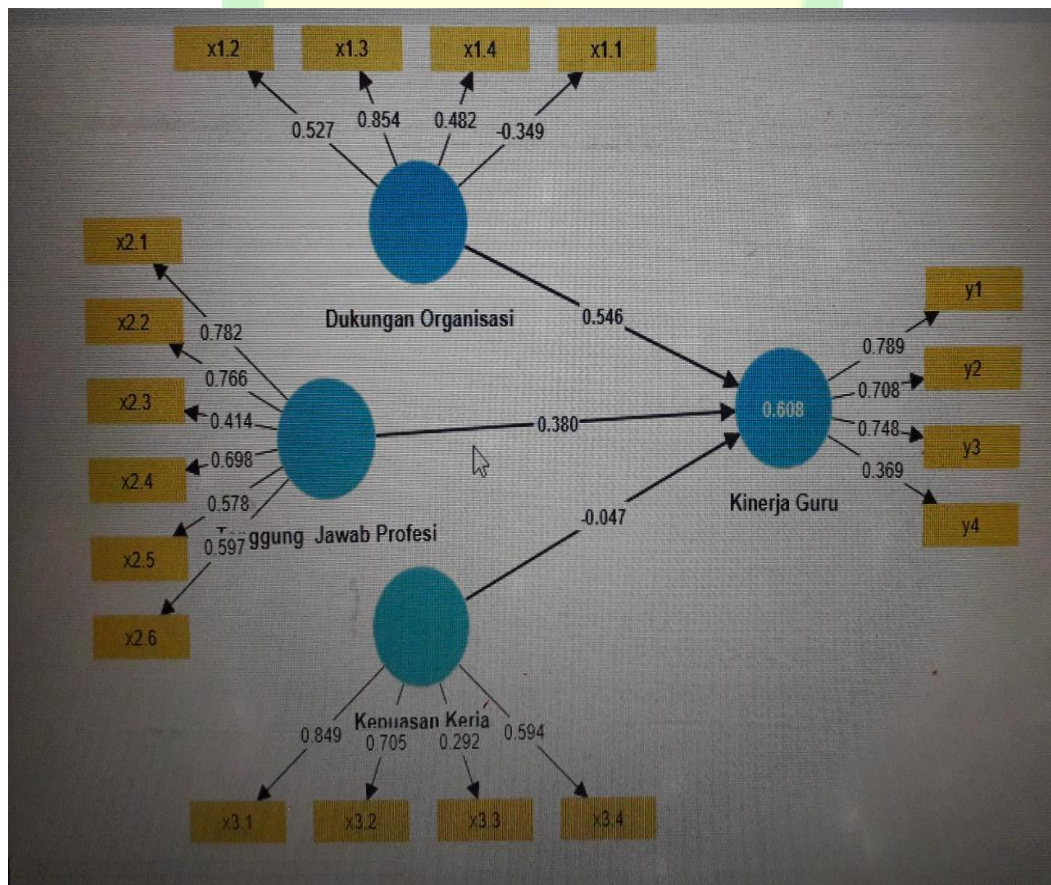 x1.2 x1.3 x1.4 x1.1
0.527 0.854 0.482 -0.349
x2.1
x2.2
x2.3
x2.4
x2.5
x2.6
0.782
0.766
0.414
0.698
0.578
0.597
Dukungan Organisasi
Jawab Profesi
Kepuasan Kerja
0.546
0.380
-0.047
0.608
Kinerja Guru
0.789
0.708
0.748
0.369
y1
y2
y3
y4
0.849 0.705 0.292 0.594
x3.1 x3.2 x3.3 x3.4